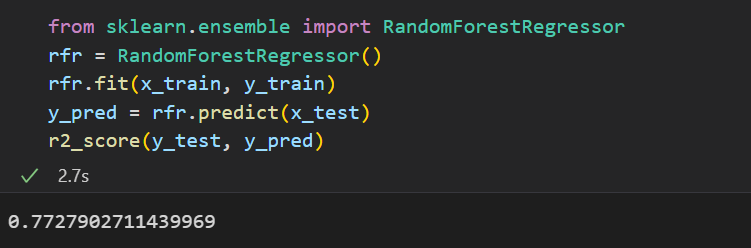 from sklearn.ensemble import RandomForestRegressor
rfr = RandomForestRegressor()
rfr.fit(x_train, y_train)
y_pred = rfr.predict(x_test)
r2_score(y_test, y_pred)
✓ 2.7s
0.7727902711439969